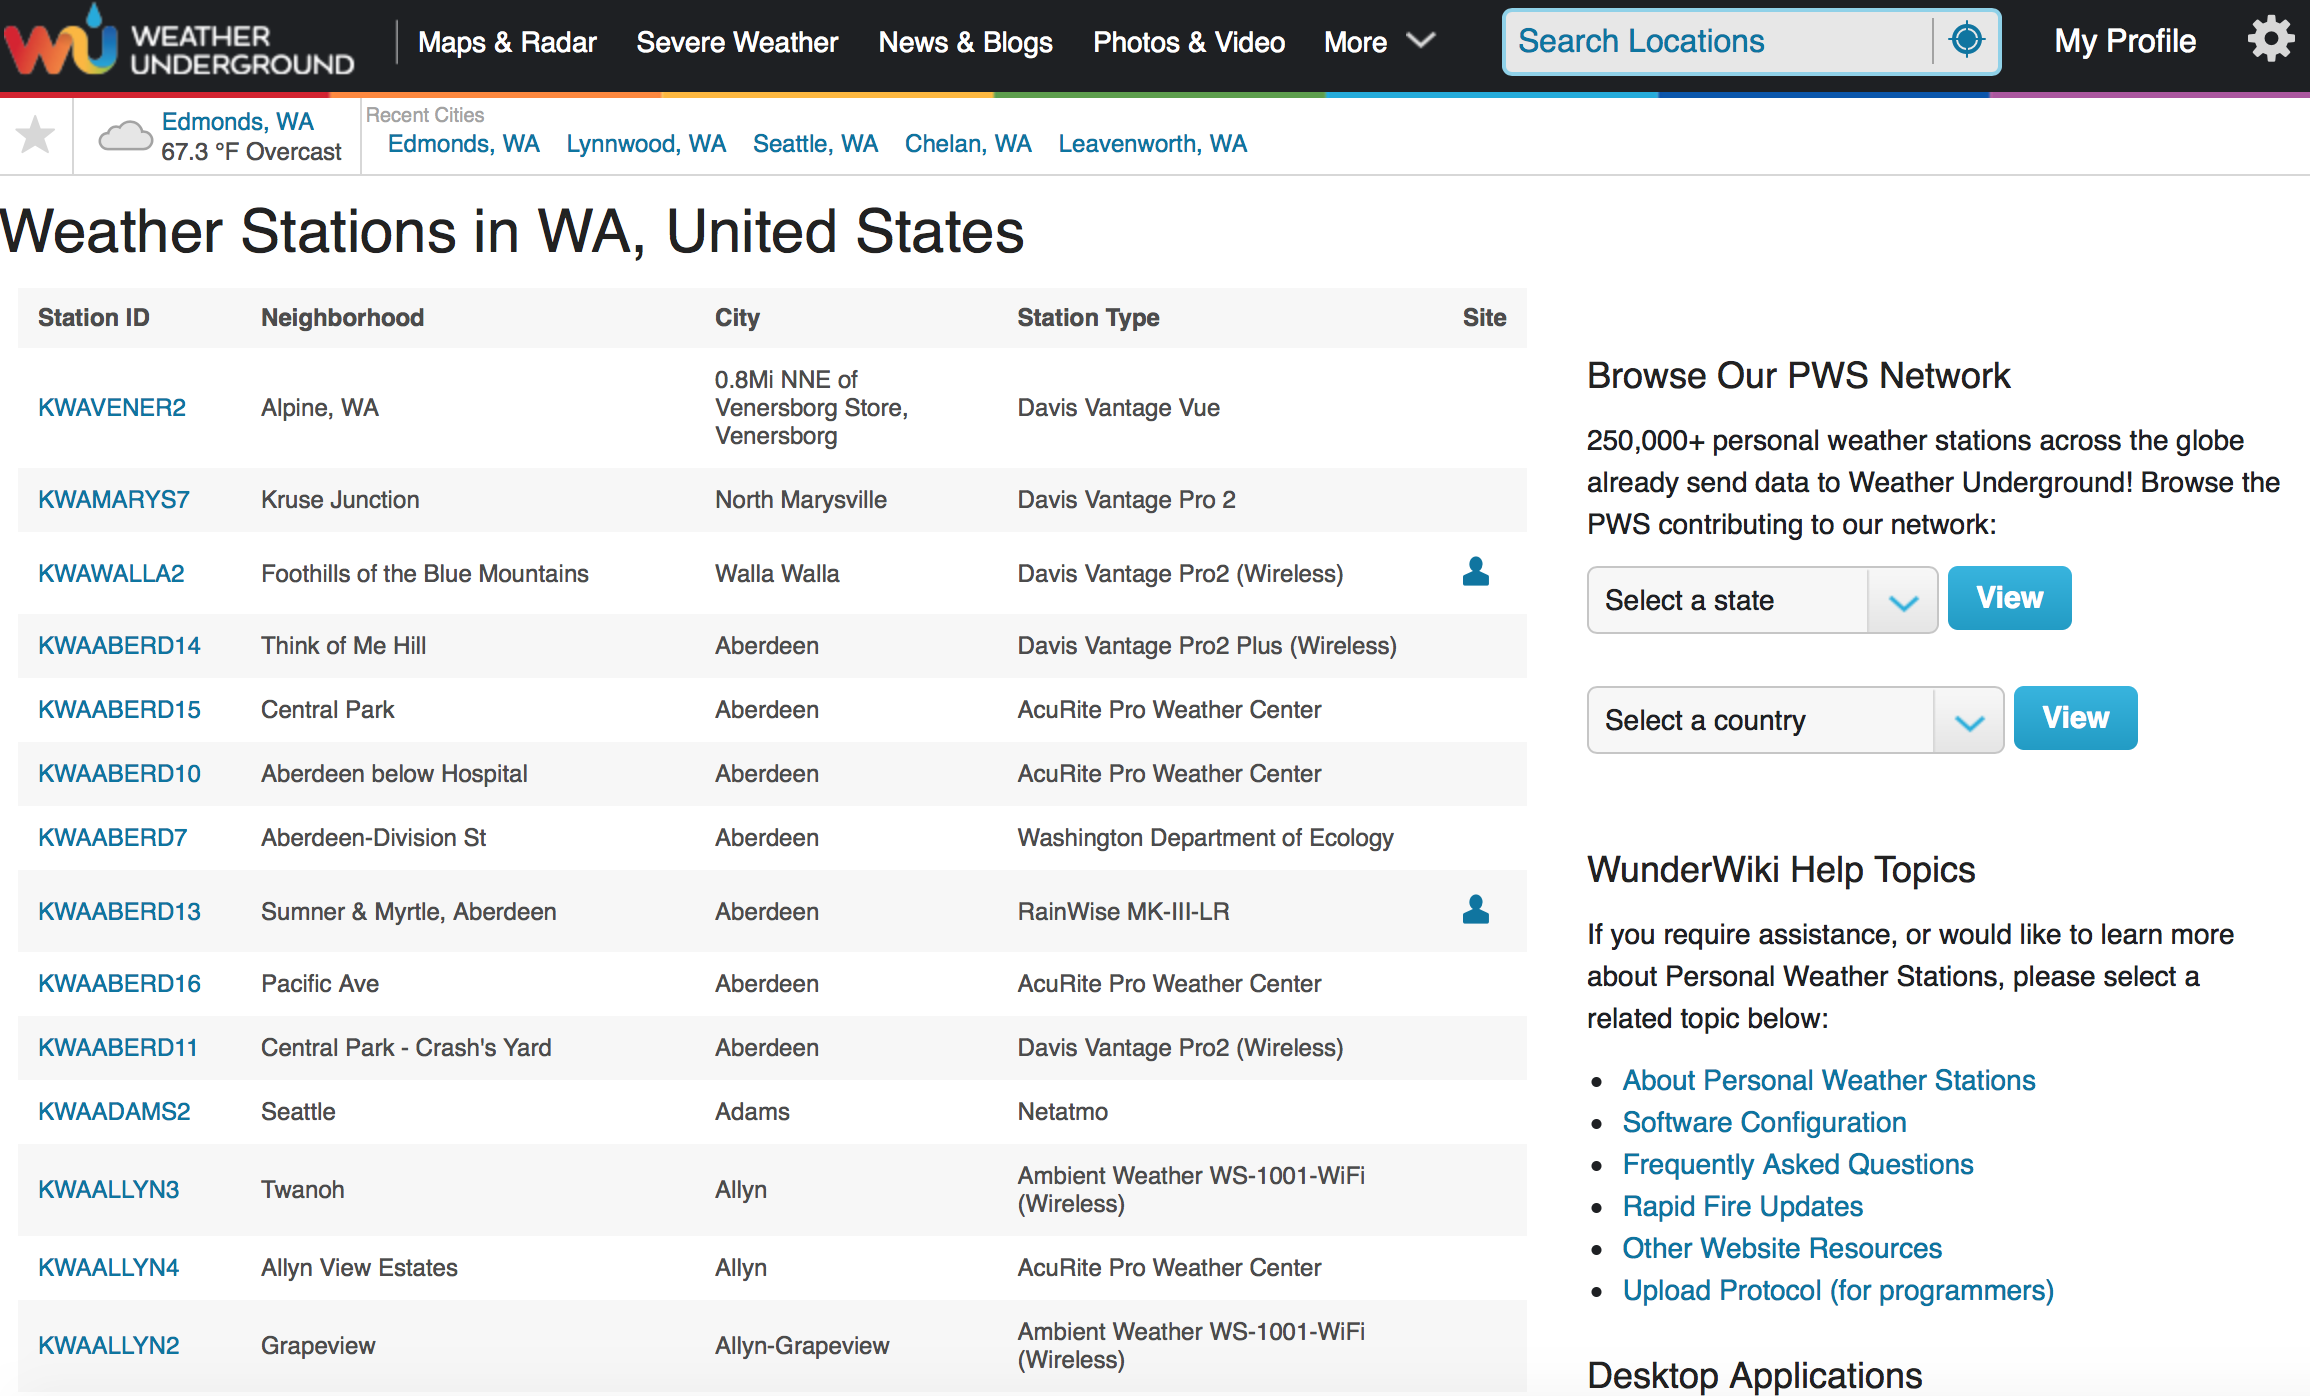 WU WEATHER UNDERGROUND
Maps & Radar Severe Weather News & Blogs Photos & Video More Search Locations My Profile
Edmonds, WA
67.3 °F Overcast
Recent Cities
Edmonds, WA Lynnwood, WA Seattle, WA Chelan, WA Leavenworth, WA
Weather Stations in WA, United States
Station ID Neighborhood City Station Type Site
KWAVENER2 Alpine, WA 0.8Mi NNE of Venersborg Store, Venersborg Davis Vantage Vue
KWAMARYS7 Kruse Junction North Marysville Davis Vantage Pro 2
KWAWALLA2 Foothills of the Blue Mountains Walla Walla Davis Vantage Pro2 (Wireless)
KWAABERD14 Think of Me Hill Aberdeen Davis Vantage Pro2 Plus (Wireless)
KWAABERD15 Central Park Aberdeen AcuRite Pro Weather Center
KWAABERD10 Aberdeen below Hospital Aberdeen AcuRite Pro Weather Center
KWAABERD7 Aberdeen-Division St Aberdeen Washington Department of Ecology
KWAABERD13 Sumner & Myrtle, Aberdeen Aberdeen RainWise MK-III-LR
KWAABERD16 Pacific Ave Aberdeen AcuRite Pro Weather Center
KWAABERD11 Central Park - Crash's Yard Aberdeen Davis Vantage Pro2 (Wireless)
KWAADAMS2 Seattle Adams Netatmo
KWAALLYN3 Twanoh Allyn Ambient Weather WS-1001-WiFi (Wireless)
KWAALLYN4 Allyn View Estates Allyn AcuRite Pro Weather Center
KWAALLYN2 Grapeview Allyn-Grapeview Ambient Weather WS-1001-WiFi (Wireless)
Browse Our PWS Network
250,000+ personal weather stations across the globe
already send data to Weather Underground! Browse the
PWS contributing to our network:
Select a state View
Select a country View
WunderWiki Help Topics
If you require assistance, or would like to learn more
about Personal Weather Stations, please select a
related topic below:
• About Personal Weather Stations
• Software Configuration
• Frequently Asked Questions
• Rapid Fire Updates
• Other Website Resources
• Upload Protocol (for programmers)
Desktop Applications